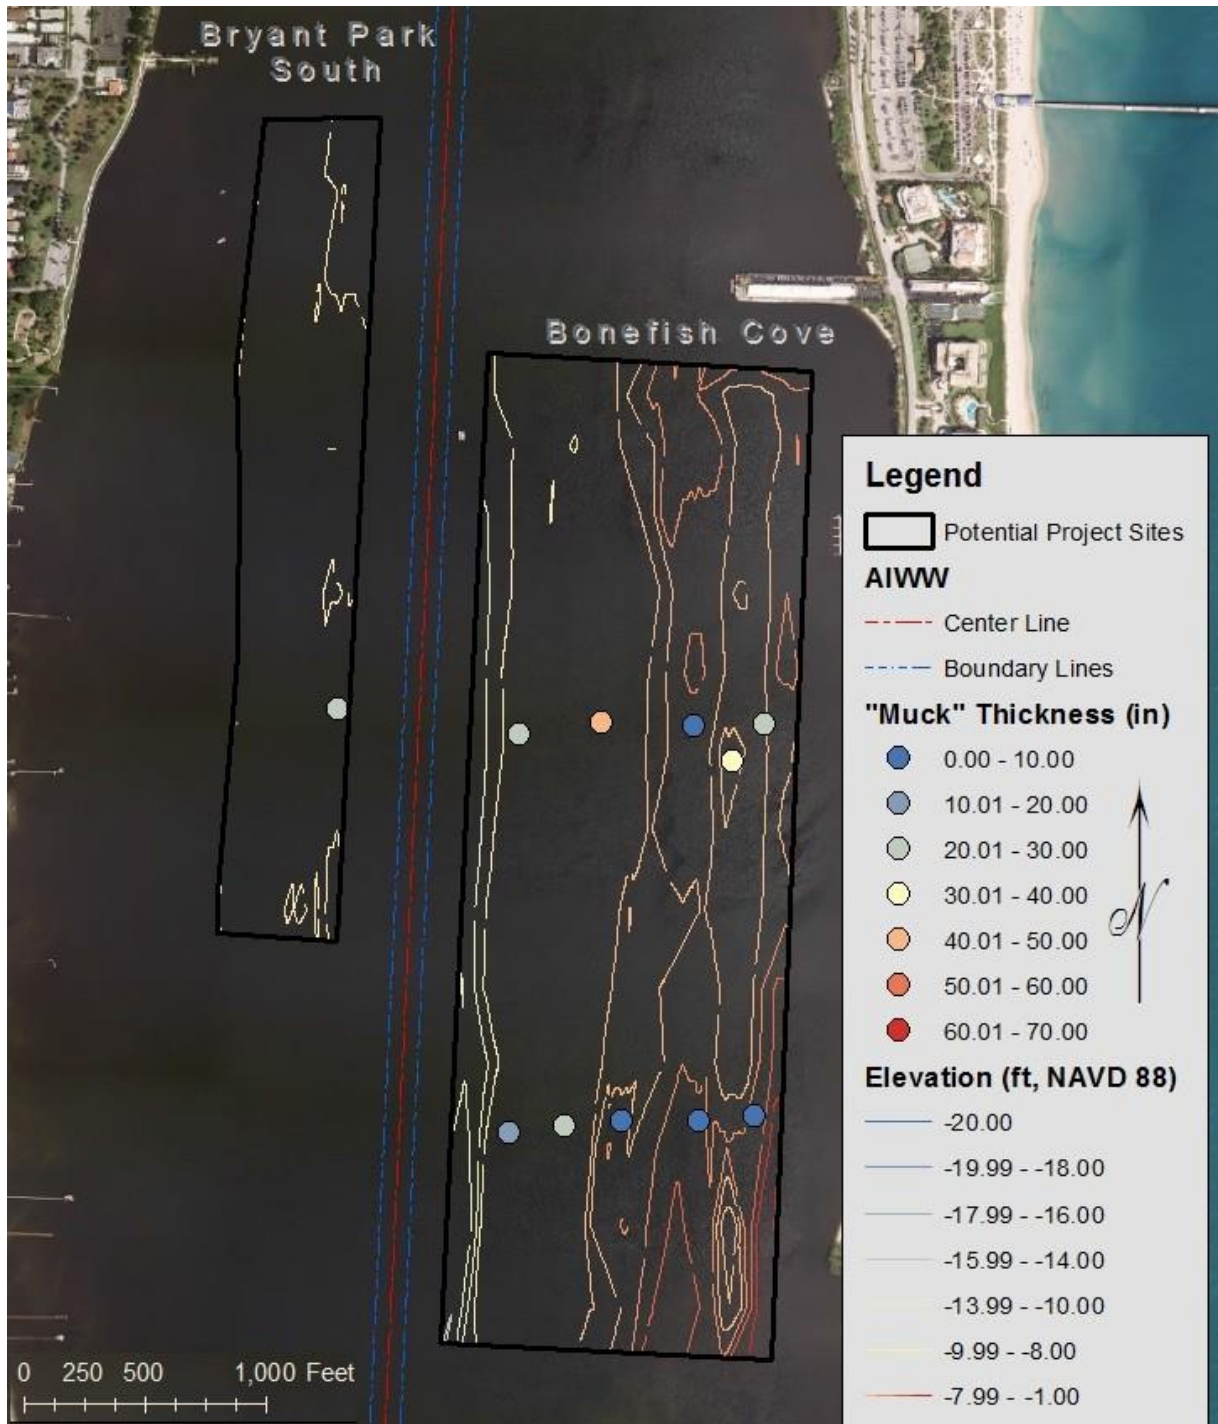 Bryant Park
South
Bonefish Cove
Legend
Potential Project Sites
AIWW
Center Line
Boundary Lines
"Muck" Thickness (in)
0.00 - 10.00
10.01 - 20.00
20.01 - 30.00
30.01 - 40.00
40.01 - 50.00
50.01 - 60.00
60.01 - 70.00
N
Elevation (ft, NAVD 88)
-20.00
-19.99 - -18.00
-17.99 - -16.00
-15.99 - -14.00
-13.99 - -10.00
-9.99 - -8.00
-7.99 - -1.00
0 250 500 1,000 Feet